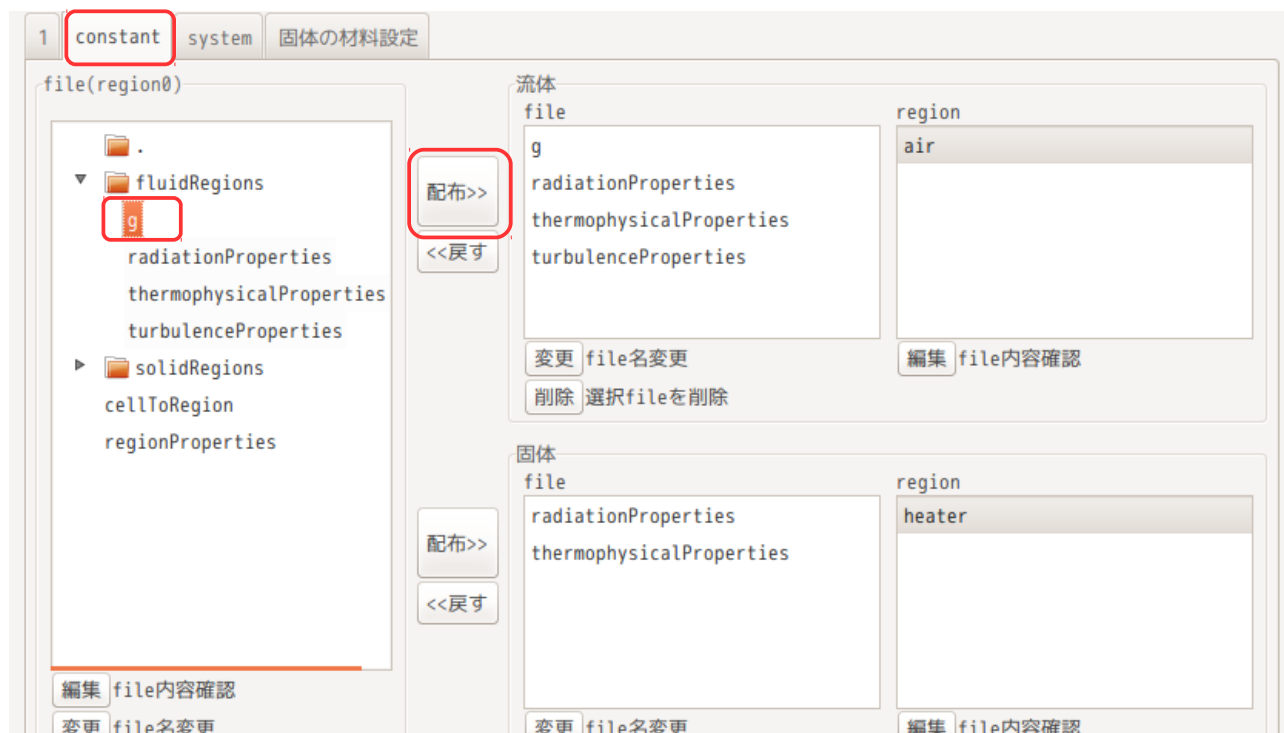 1 constant system 固体の材料設定
file(region0)
.
fluidRegions
g
radiationProperties
thermophysicalProperties
turbulenceProperties
solidRegions
cellToRegion
regionProperties
編集 file内容確認
変更 file名変更
配布>>
<<戻す
流体
file
g
radiationProperties
thermophysicalProperties
turbulenceProperties
変更 file名変更
削除 選択fileを削除
region
air
編集 file内容確認
配布>>
<<戻す
固体
file
radiationProperties
thermophysicalProperties
変更 file名変更
region
heater
編集 file内容確認